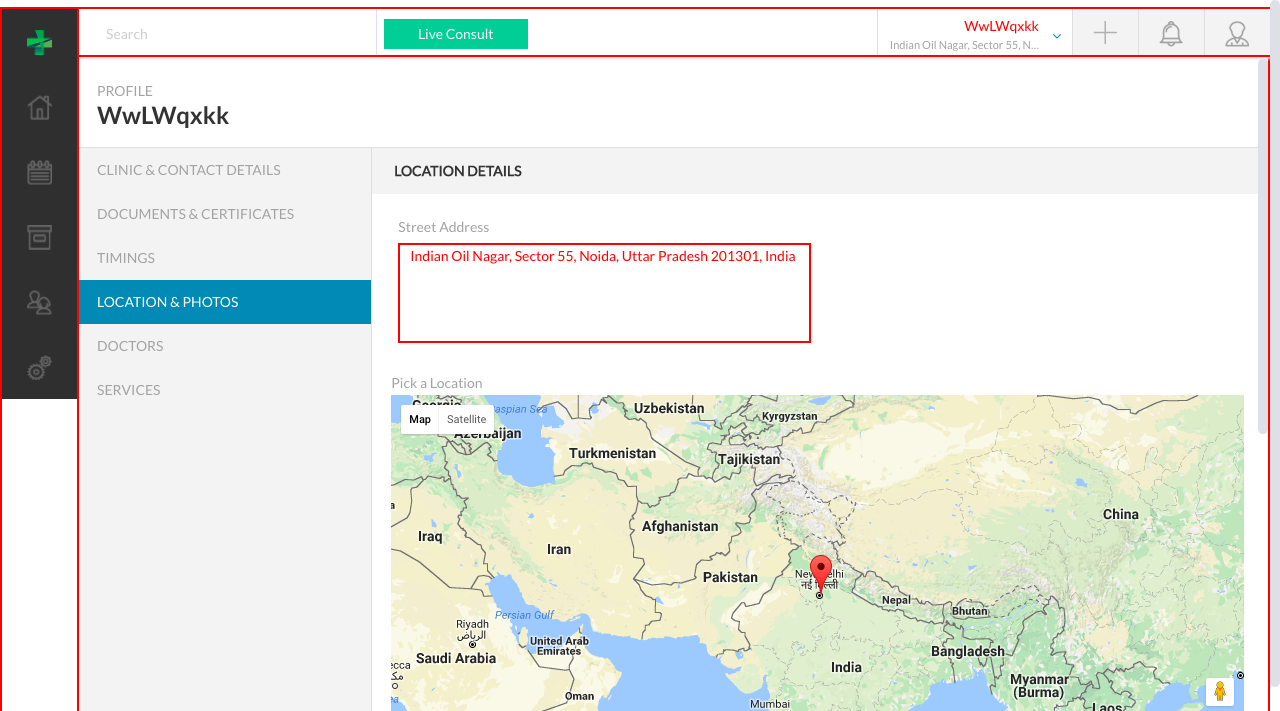 Search
Live Consult
WwLWqxkk
Indian Oil Nagar, Sector 55, N...
PROFILE
WwLWqxkk
CLINIC & CONTACT DETAILS
DOCUMENTS & CERTIFICATES
TIMINGS
LOCATION & PHOTOS
DOCTORS
SERVICES
LOCATION DETAILS
Street Address
Indian Oil Nagar, Sector 55, Noida, Uttar Pradesh 201301, India
Pick a Location
Map
Satellite
Georgia
Caspian Sea
Azerbaijan
Uzbekistan
Kyrgyzstan
Turkmenistan
Tajikistan
China
Afghanistan
Iraq
Iran
Pakistan
New Delhi
नई दिल्ली
Nepal
Bhutan
Persian Gulf
Riyadh
الرياض
United Arab
Emirates
Saudi Arabia
Bangladesh
India
Myanmar
(Burma)
Oman
Mumbai
Laos